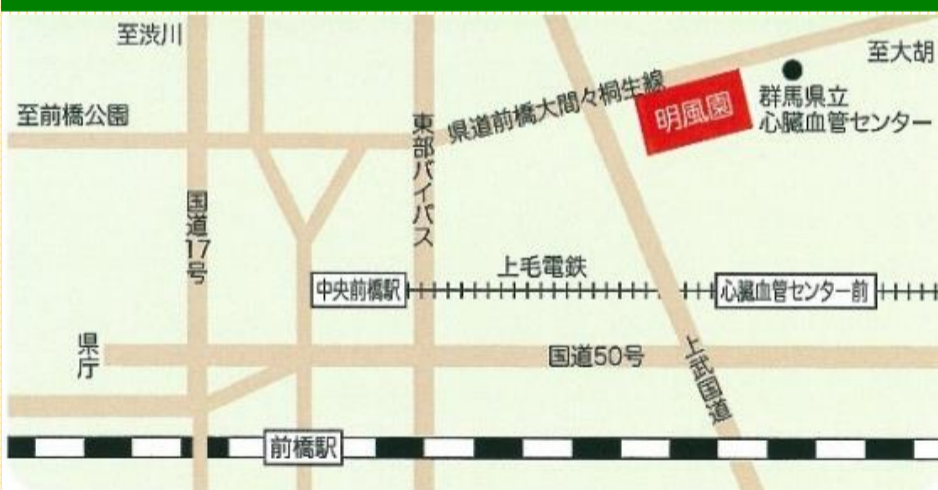 至渋川
至大胡
至前橋公園
県道前橋大間々桐生線
明風園
群馬県立
心臓血管センター
東部バイパス
国道17号
上毛電鉄
中央前橋駅
心臓血管センター前
県庁
国道50号
上武国道
前橋駅